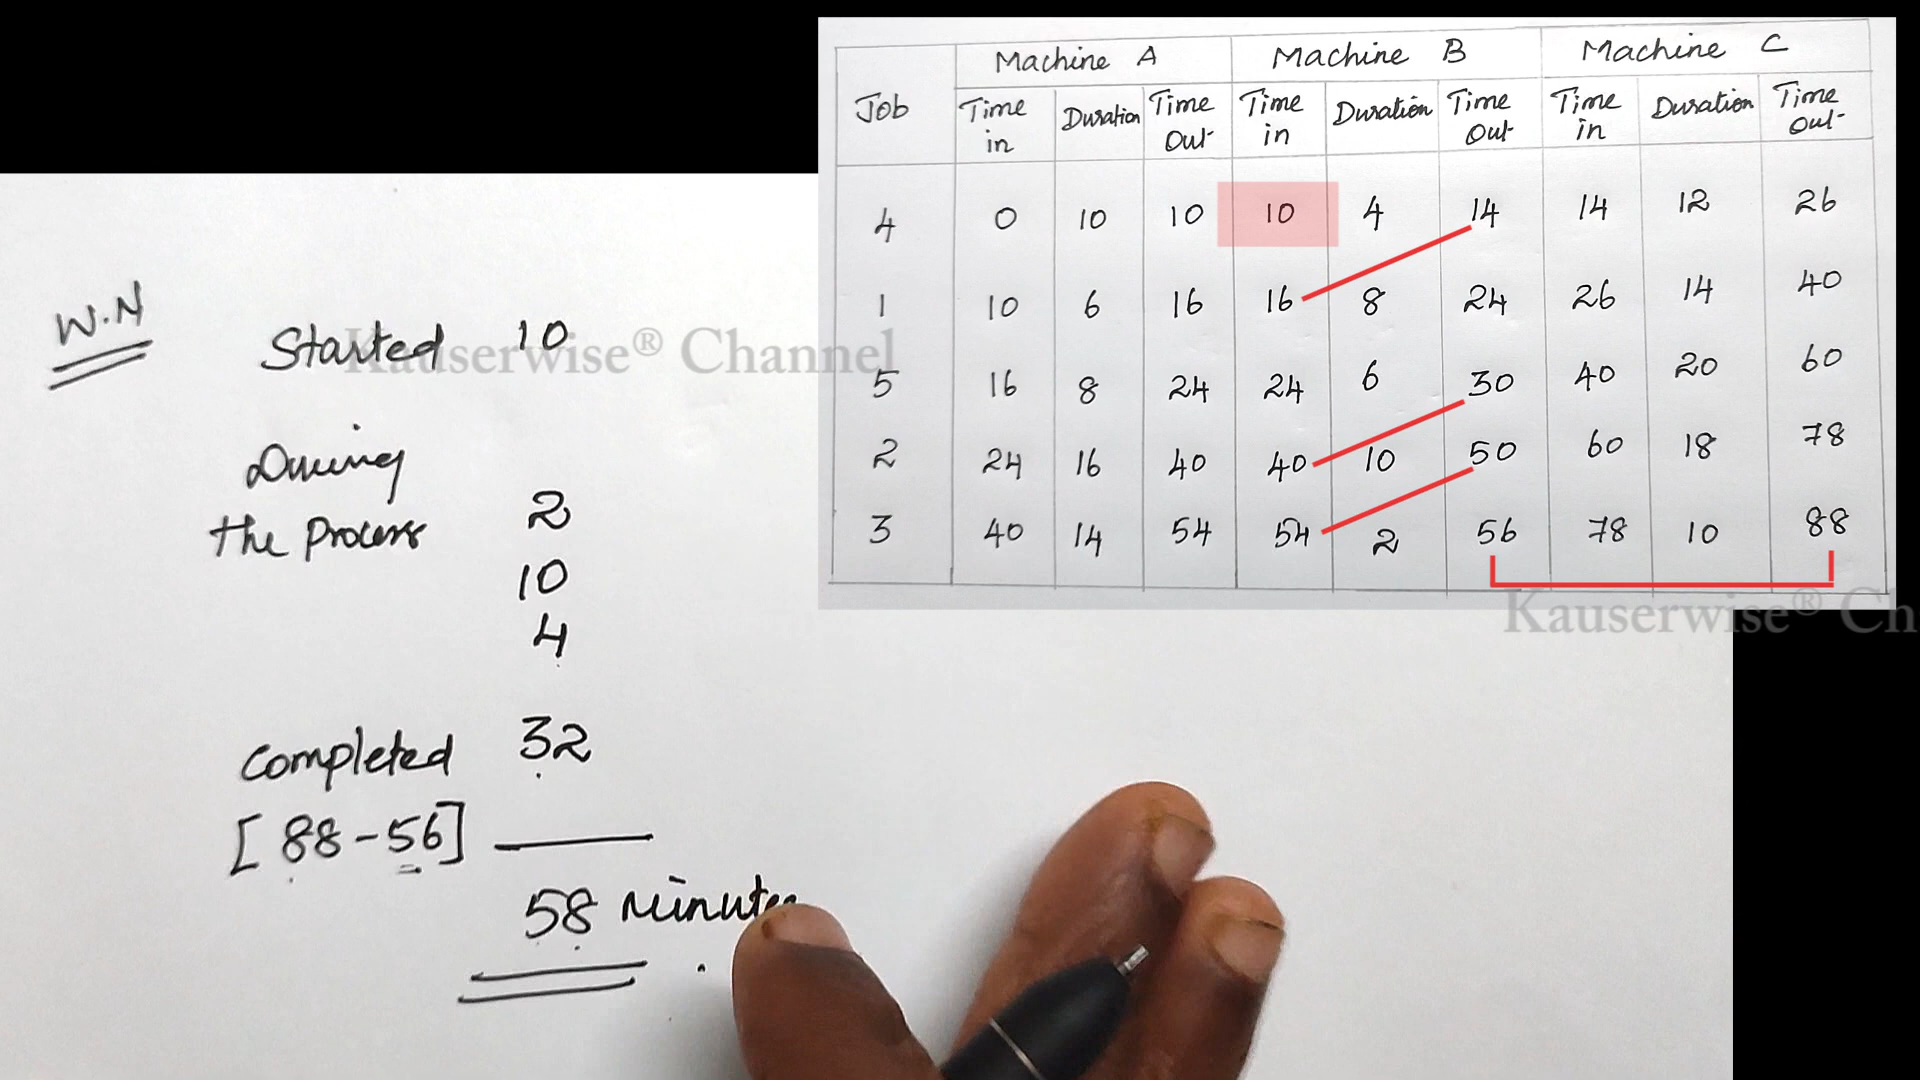 Machine A Machine B Machine C
Job Time in Duration Time Out Time in Duration Time Out Time in Duration Time Out
4 0 10 10 10 4 14 14 12 26
1 10 6 16 16 8 24 26 14 40
5 16 8 24 24 6 30 40 20 60
2 24 16 40 40 10 50 60 18 78
3 40 14 54 54 2 56 78 10 88
Kauserwise® Ch
W.N
Started 10
Kauserwise® Channel
During
the Process 2
10
4
Completed 32
[88-56]
58 minutes